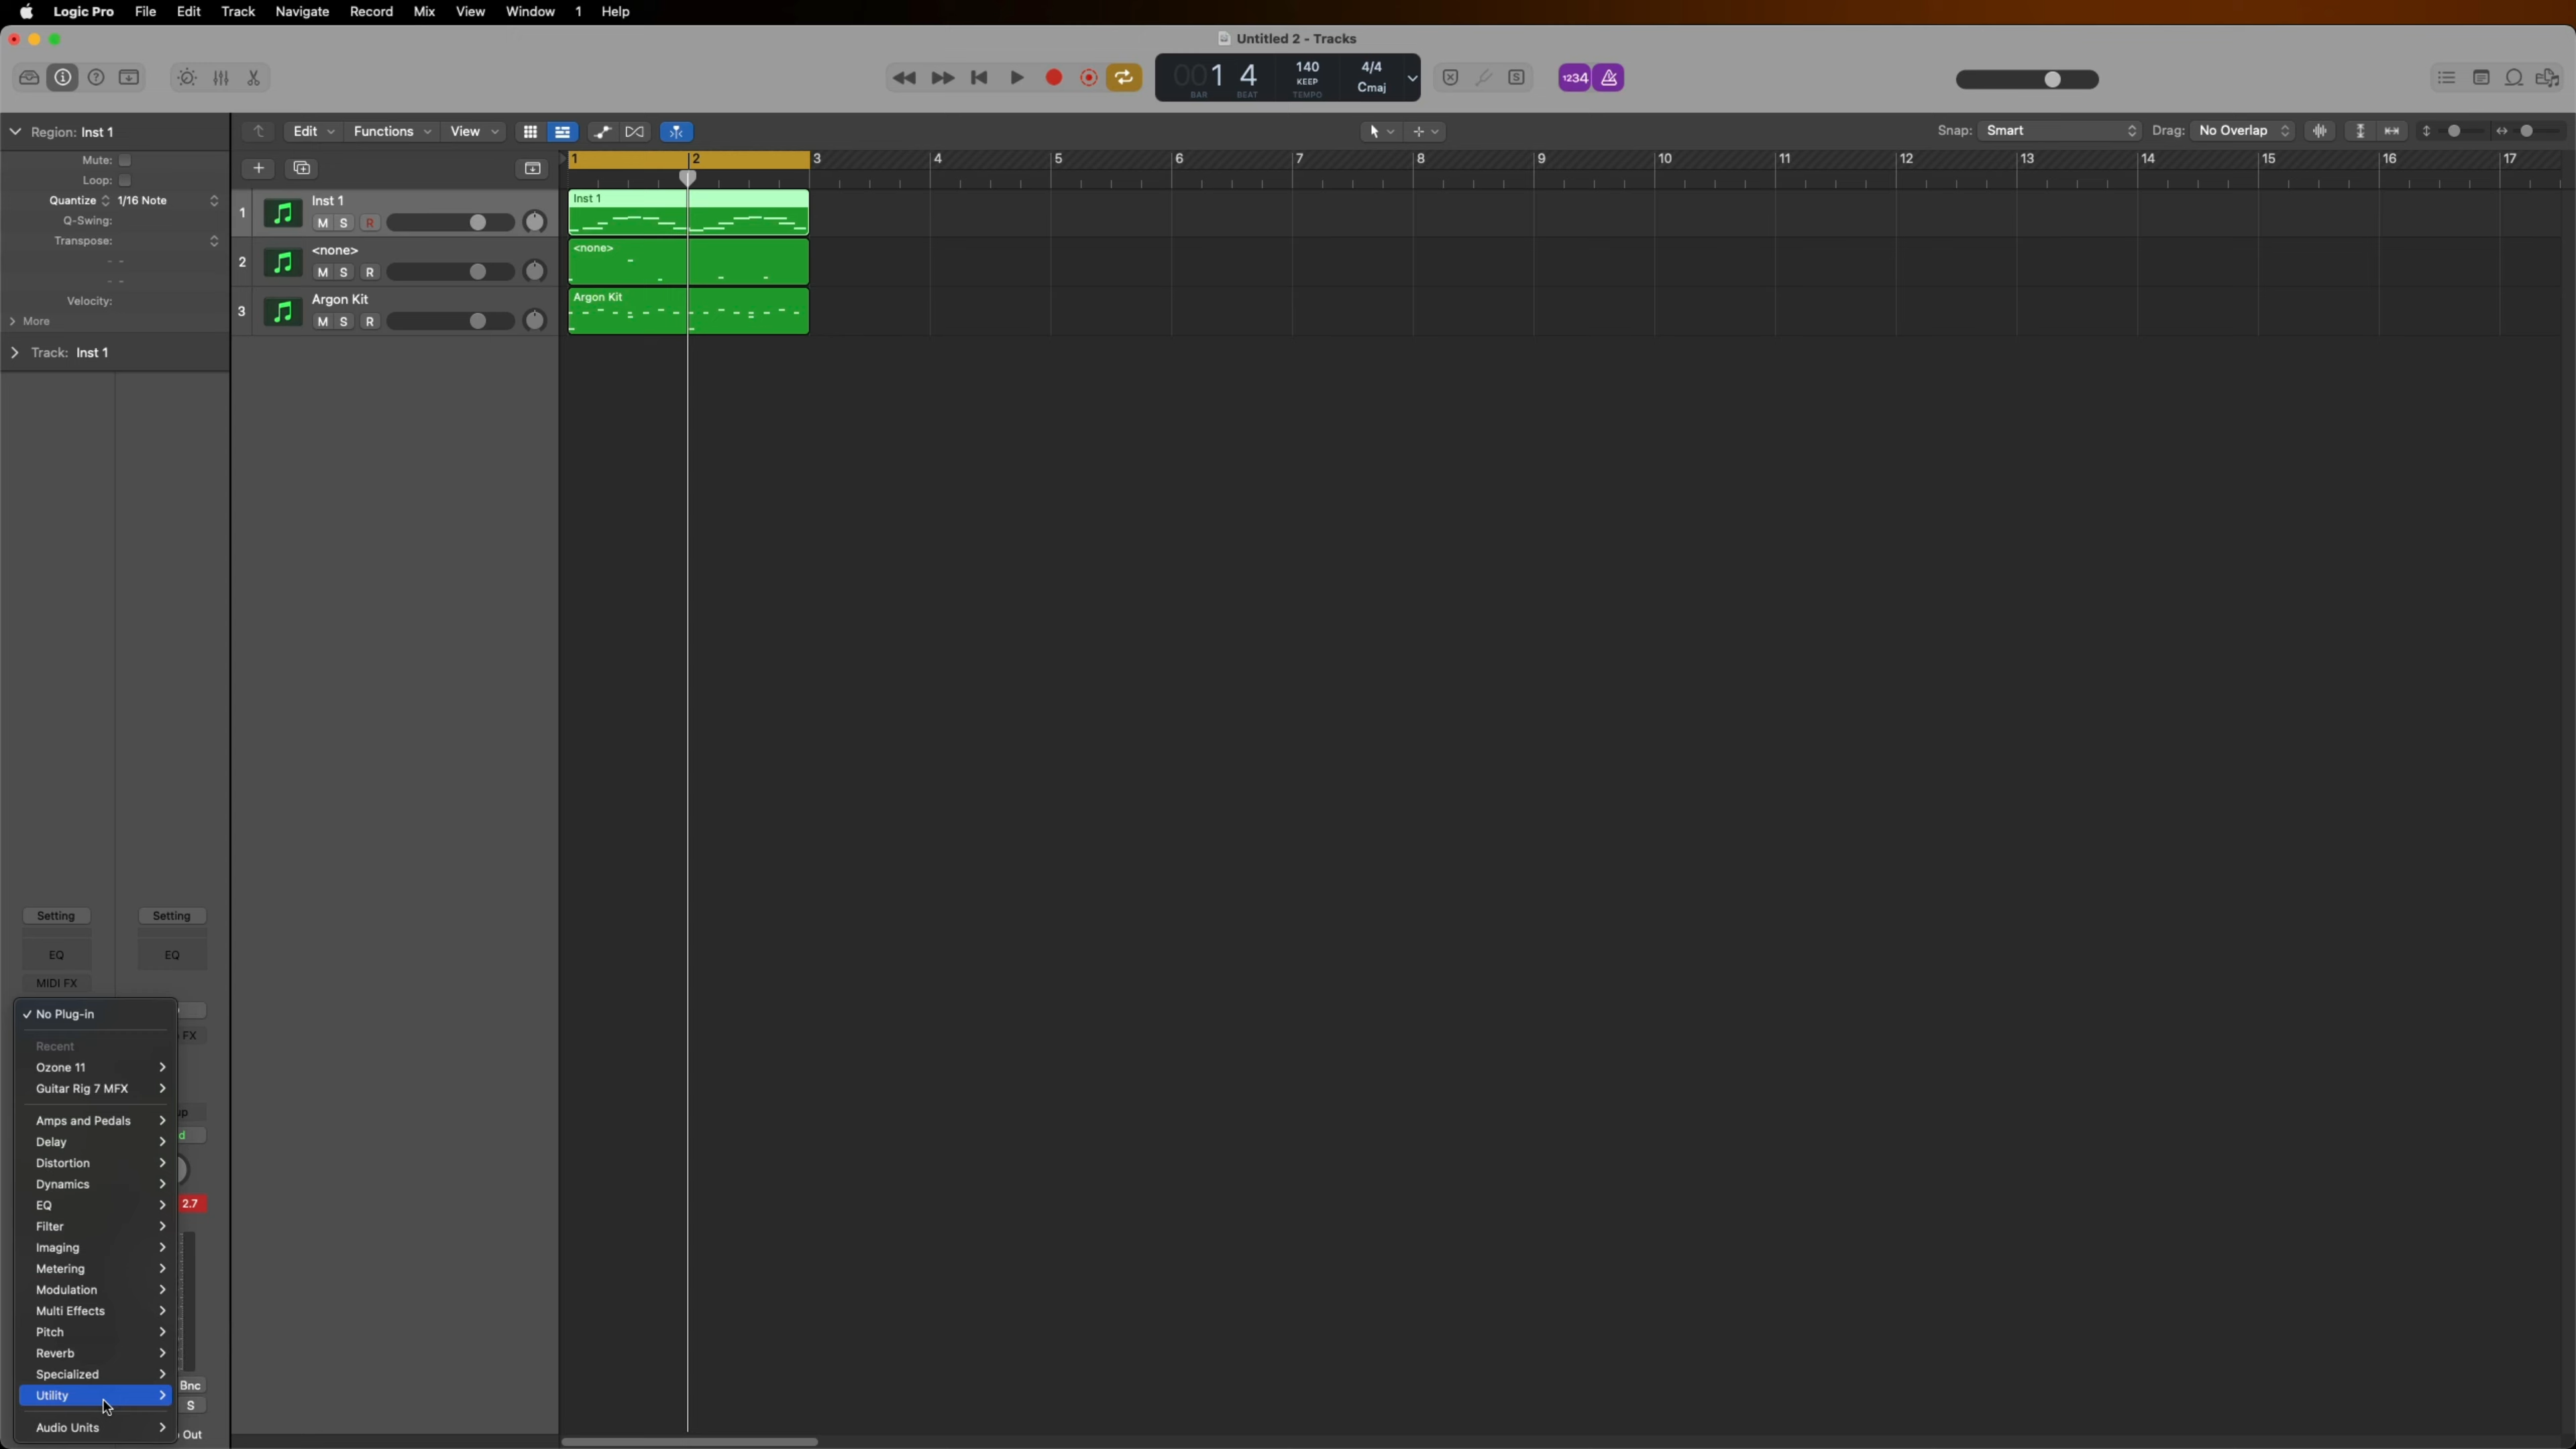 Logic Pro File Edit Track Navigate Record Mix View Window 1 Help
Untitled 2 - Tracks
001 4 140 4/4
KEEP Cmaj
BAR BEAT TEMPO
S
1234
Region: Inst 1
Edit Functions View
Snap: Smart Drag: No Overlap
Mute:
Loop:
Quantize 1/16 Note
Q-Swing:
Transpose:
Velocity:
More
Track: Inst 1
1 2 3 4 5 6 7 8 9 10 11 12 13 14 15 16 17
1 Inst 1
M S R
Inst 1
2 <none>
M S R
<none>
3 Argon Kit
M S R
Argon Kit
Setting Setting
EQ EQ
MIDI FX
✓ No Plug-in
Recent
FX
Ozone 11
Guitar Rig 7 MFX
up
Amps and Pedals
d
Delay
Distortion
Dynamics
EQ
2.7
Filter
Imaging
Metering
Modulation
Multi Effects
Pitch
Reverb
Specialized
Utility
Bnc
S
Audio Units
Out